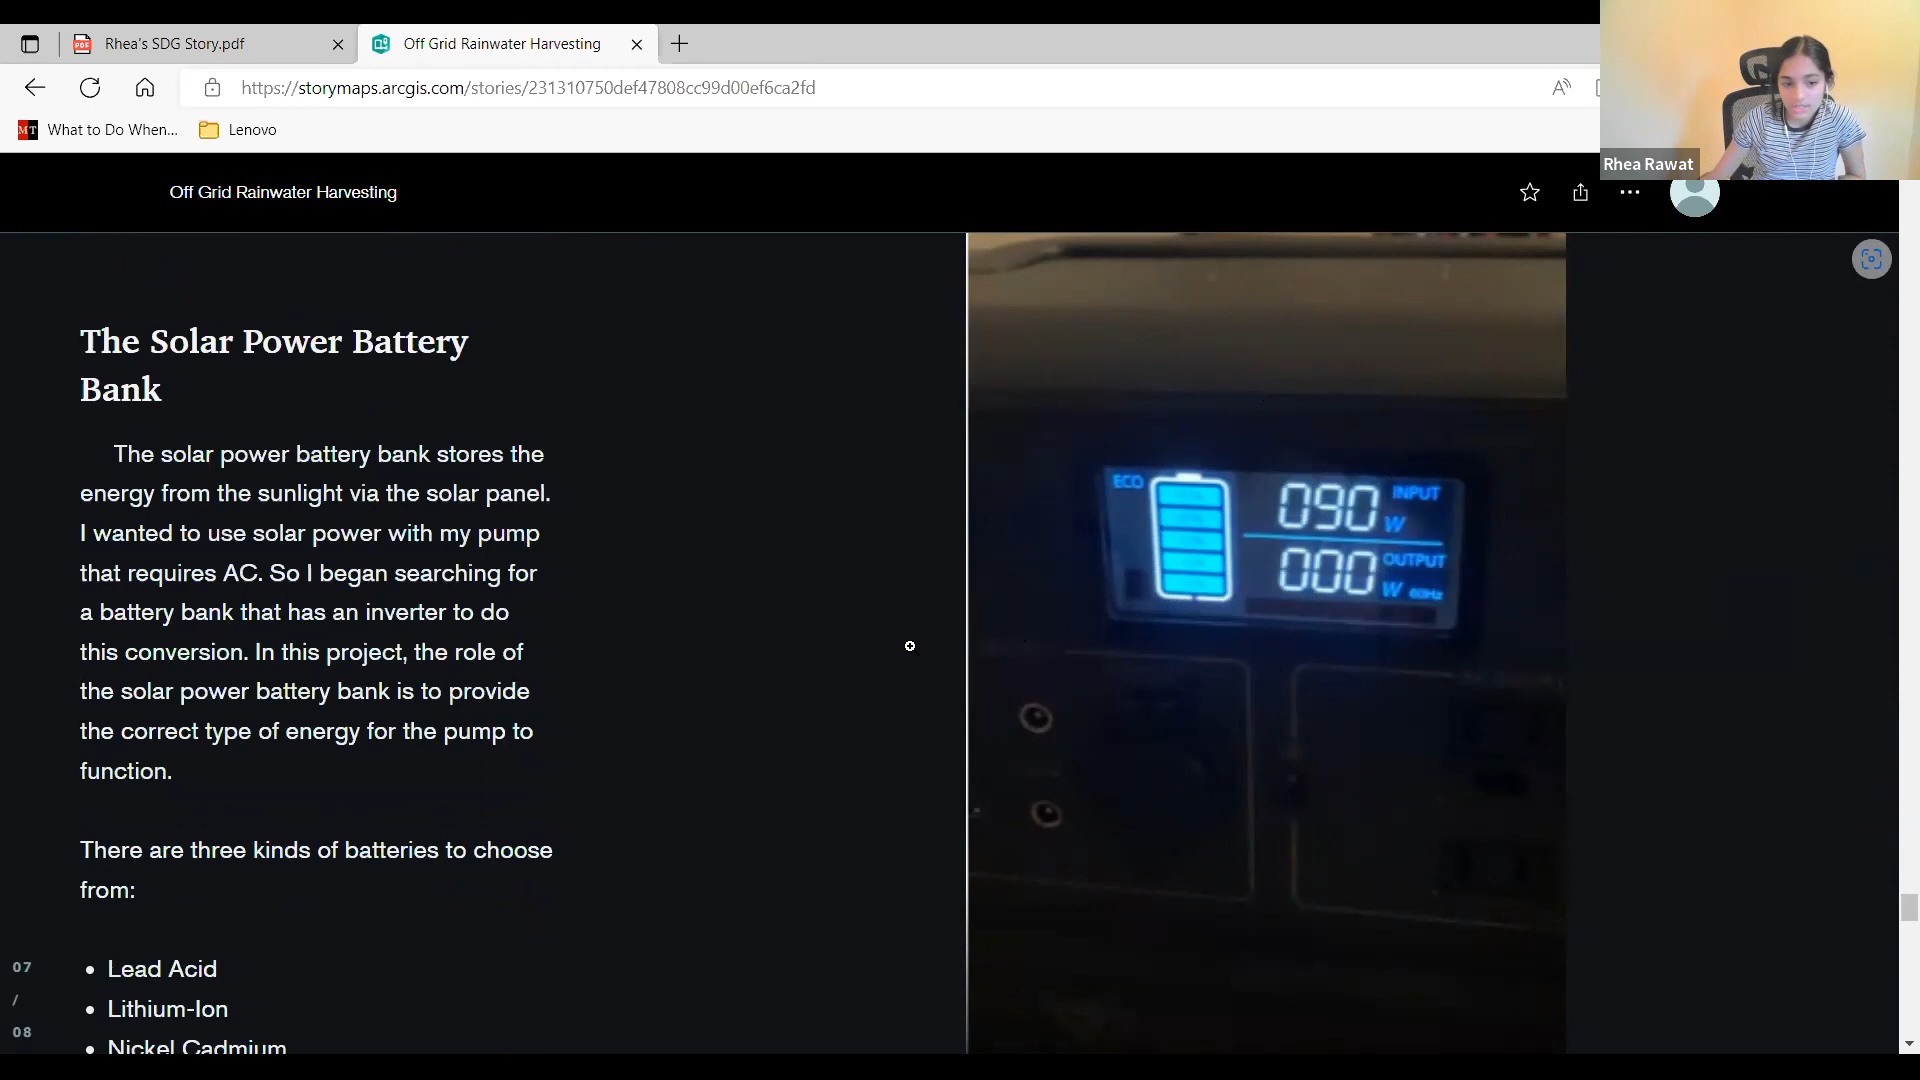 Rhea's SDG Story.pdf
Off Grid Rainwater Harvesting
https://storymaps.arcgis.com/stories/231310750def47808cc99d00ef6ca2fd
MT What to Do When...
Lenovo
Rhea Rawat
Off Grid Rainwater Harvesting
The Solar Power Battery
Bank
The solar power battery bank stores the
energy from the sunlight via the solar panel.
I wanted to use solar power with my pump
that requires AC. So I began searching for
a battery bank that has an inverter to do
this conversion. In this project, the role of
the solar power battery bank is to provide
the correct type of energy for the pump to
function.
There are three kinds of batteries to choose
from:
• Lead Acid
• Lithium-Ion
• Nickel Cadmium
07
/
08
ECO
090 W INPUT
000 W OUTPUT
60Hz